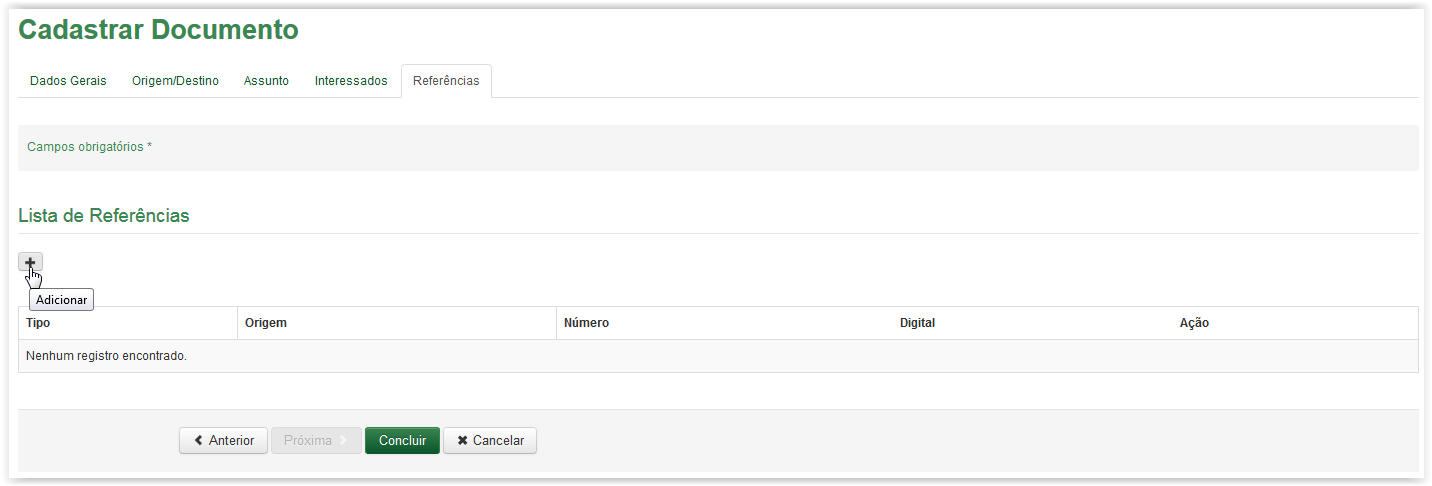 Cadastrar Documento
Dados Gerais Origem/Destino Assunto Interessados Referências
Campos obrigatórios *
Lista de Referências
Adicionar
Tipo Origem Número Digital Ação
Nenhum registro encontrado.
Anterior Próxima Concluir Cancelar